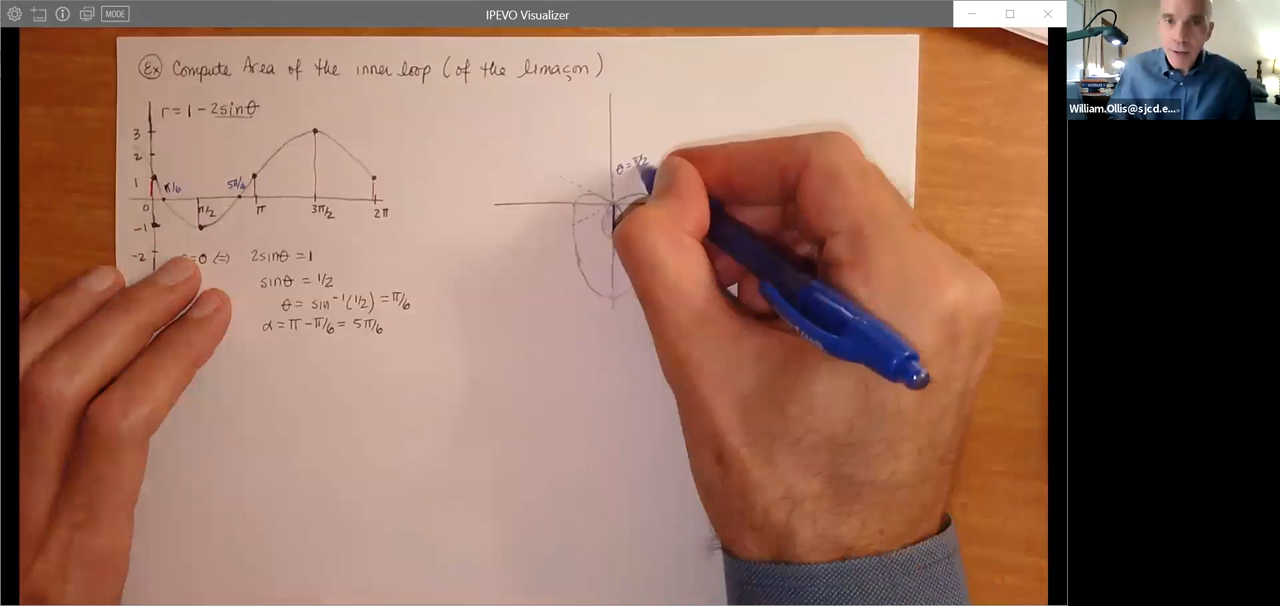 MODE
IPEVO Visualizer
William.Ollis@sjcd.e...
Ex Compute Area of the inner loop (of the limaçon)
r = 1 - 2sinθ
3
2
1
0
-1
-2
π/6
π/2
5π/6
π
3π/2
2π
=0 (=) 2sinθ = 1
sinθ = 1/2
θ = sin⁻¹(1/2) = π/6
α = π - π/6 = 5π/6
θ = π/2